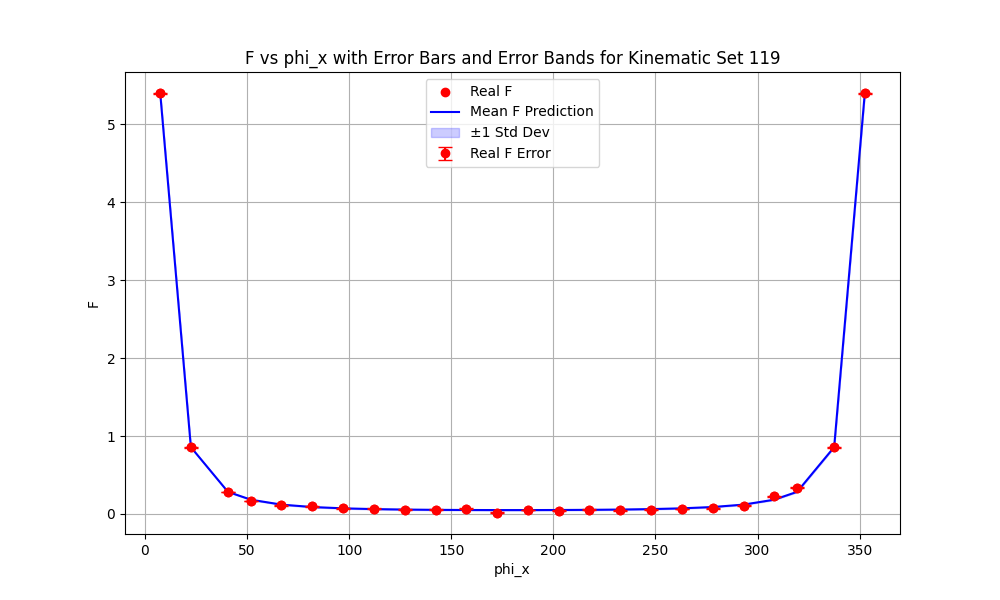 F vs phi_x with Error Bars and Error Bands for Kinematic Set 119
Real F
Mean F Prediction
±1 Std Dev
Real F Error
F
5
4
3
2
1
0
0 50 100 150 200 250 300 350
phi_x